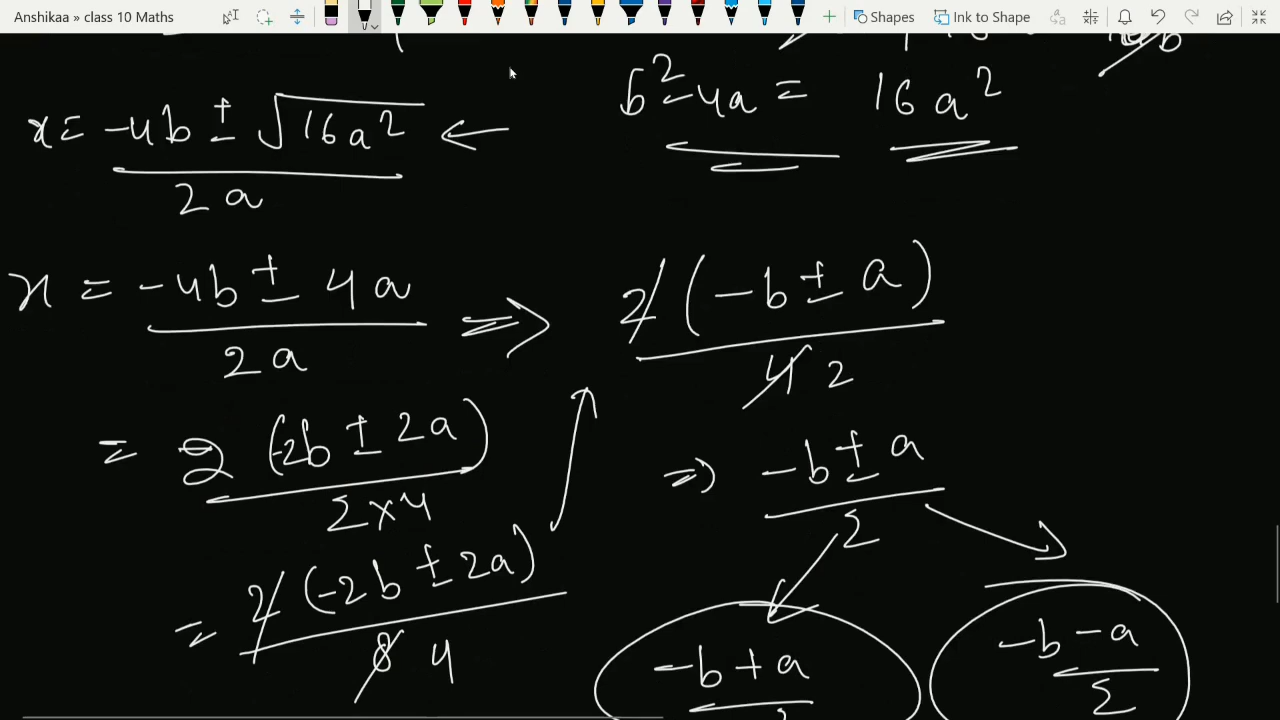 Anshikaa » class 10 Maths Shapes Ink to Shape
b² - 4a = 16a²
x = -4b ± √16a² ←
2a
x = -4b ± 4a ⇒ 2(-b ± a)
2a 4 2
= 2 (-2b ± 2a)
2×4
⇒ -b ± a
2
= 2(-2b ± 2a)
8 4
-b + a
-b - a
2